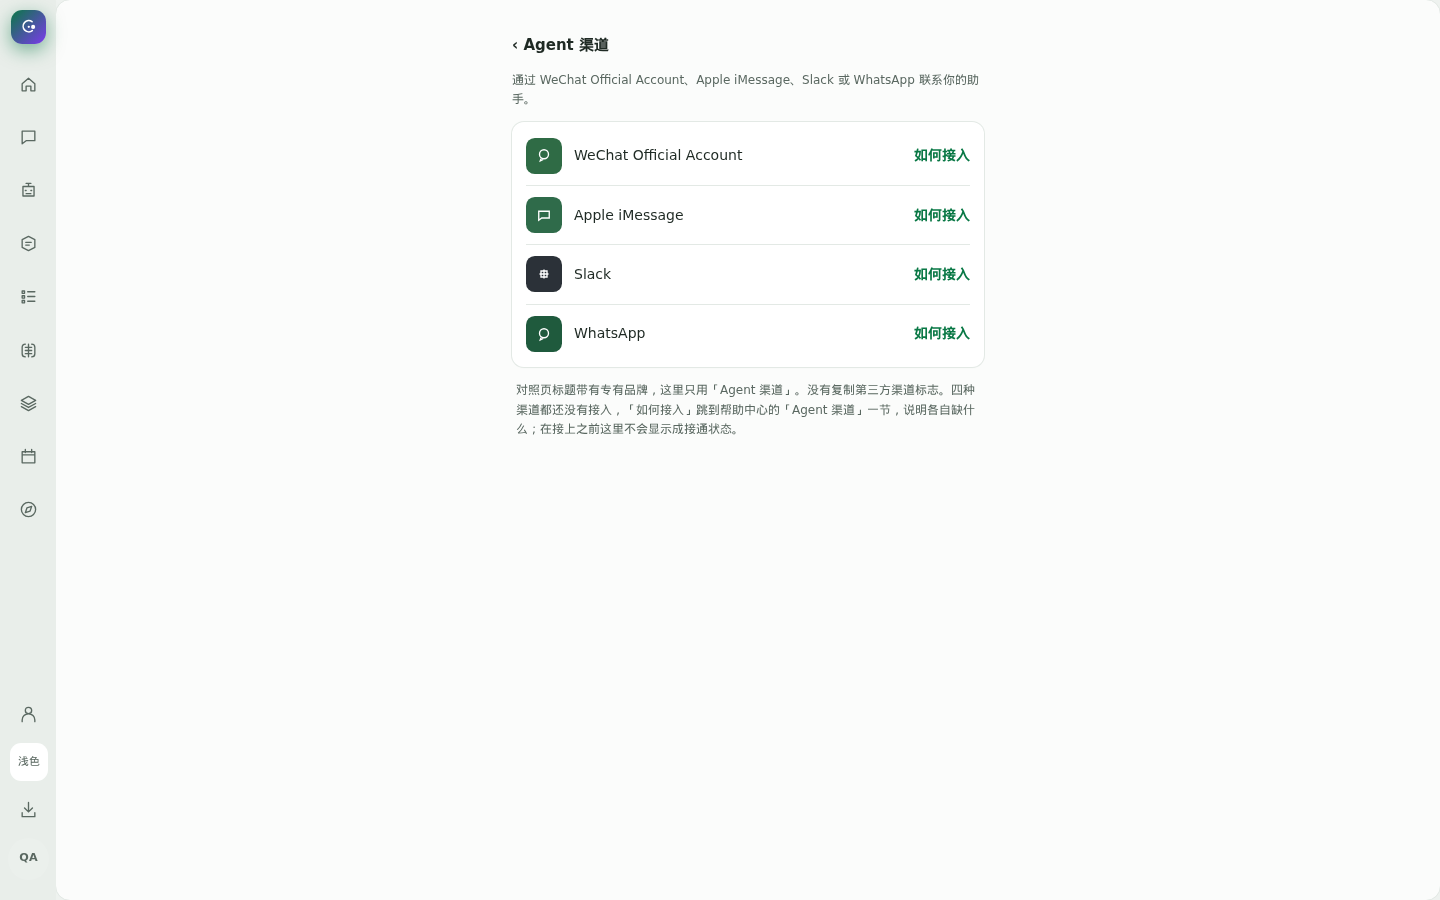 ‹ Agent 渠道
通过 WeChat Official Account、Apple iMessage、Slack 或 WhatsApp 联系你的助
手。
WeChat Official Account 如何接入
Apple iMessage 如何接入
Slack 如何接入
WhatsApp 如何接入
对照页标题带有专有品牌，这里只用「Agent 渠道」。没有复制第三方渠道标志。四种
渠道都还没有接入，「如何接入」跳到帮助中心的「Agent 渠道」一节，说明各自缺什
么；在接上之前这里不会显示成接通状态。
浅色
QA